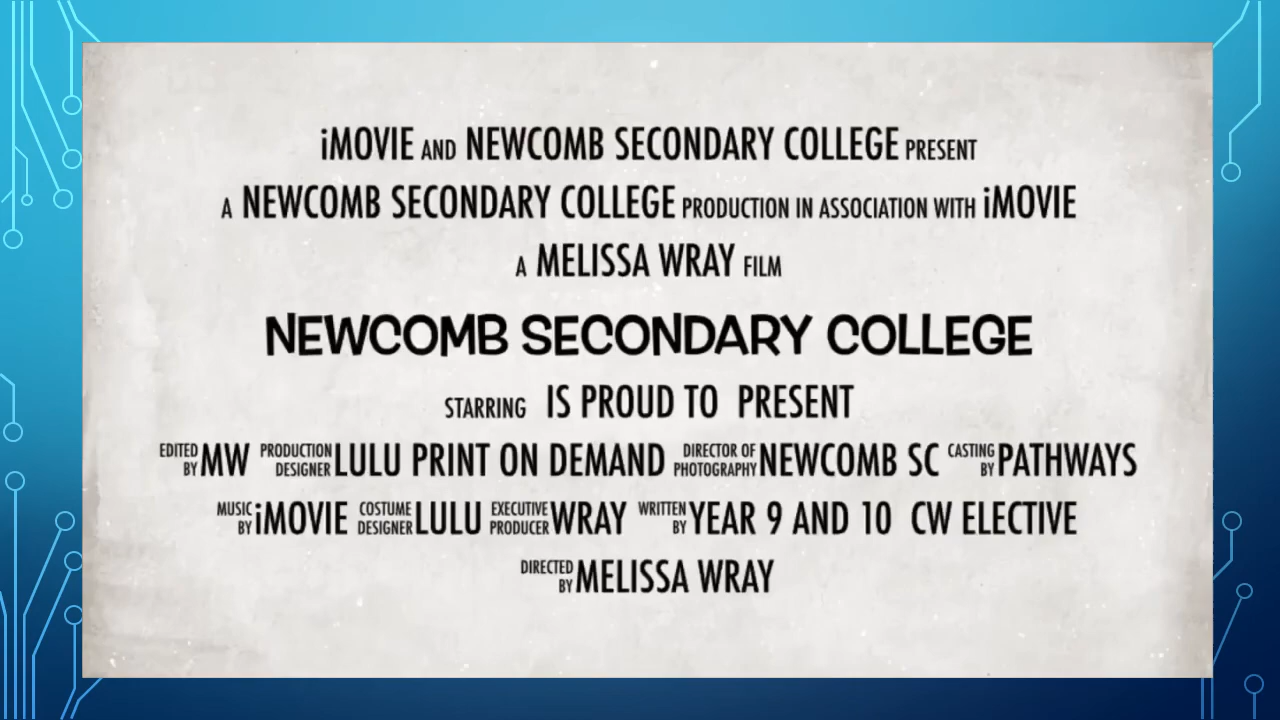 iMOVIE AND NEWCOMB SECONDARY COLLEGE PRESENT
A NEWCOMB SECONDARY COLLEGE PRODUCTION IN ASSOCIATION WITH iMOVIE
A MELISSA WRAY FILM
NEWCOMB SECONDARY COLLEGE
STARRING IS PROUD TO PRESENT
EDITED BY MW PRODUCTION DESIGNER LULU PRINT ON DEMAND DIRECTOR OF PHOTOGRAPHY NEWCOMB SC CASTING BY PATHWAYS
MUSIC BY iMOVIE COSTUME DESIGNER LULU EXECUTIVE PRODUCER WRAY WRITTEN BY YEAR 9 AND 10 CW ELECTIVE
DIRECTED BY MELISSA WRAY